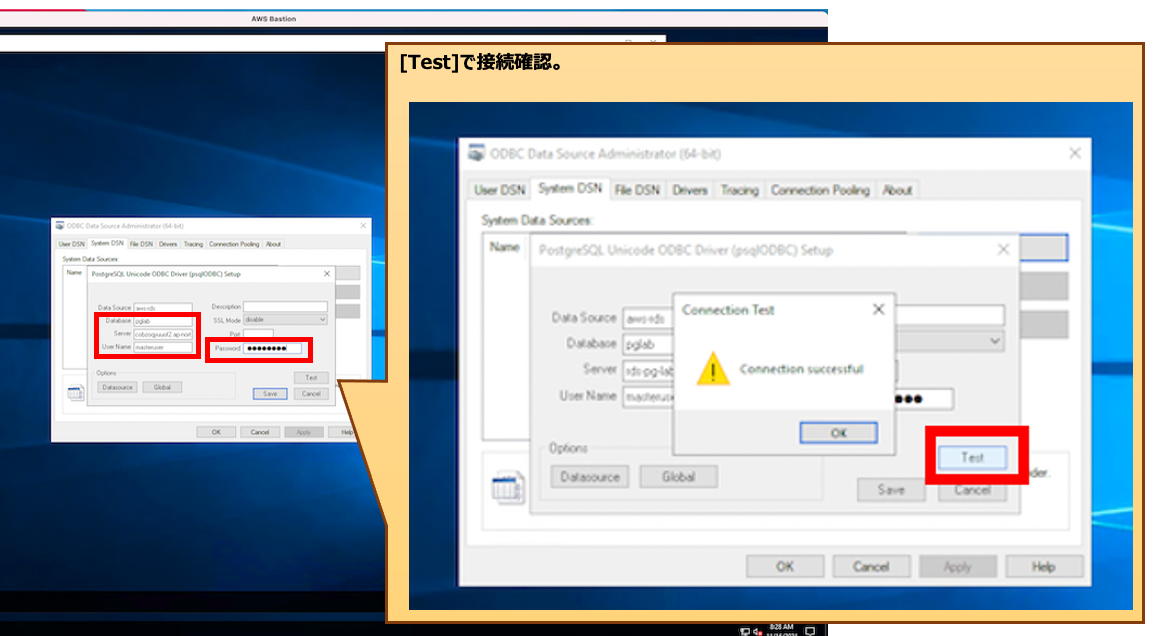 AWS Bastion
ODBC Data Source Administrator (64-bit)
User DSN System DSN File DSN Drivers Tracing Connection Pooling About
System Data Sources:
Name
PostgreSQL Unicode ODBC Driver (psqlODBC) Setup
Data Source aws-rds Description
Database pglab SSL Mode disable
Server Port
User Name masteruser Password ●●●●●●●●
Options
Datasource Global
Test
Save Cancel
OK Cancel Apply Help
[Test]で接続確認。
ODBC Data Source Administrator (64-bit)
User DSN System DSN File DSN Drivers Tracing Connection Pooling About
System Data Sources:
Name
PostgreSQL Unicode ODBC Driver (psqlODBC) Setup
Data Source aws-rds
Database pglab
Server rds-pg-lab
User Name
Connection Test
Connection successful
OK
Options
Datasource Global
Test
Save Cancel
der.
OK Cancel Apply Help
8:28 AM